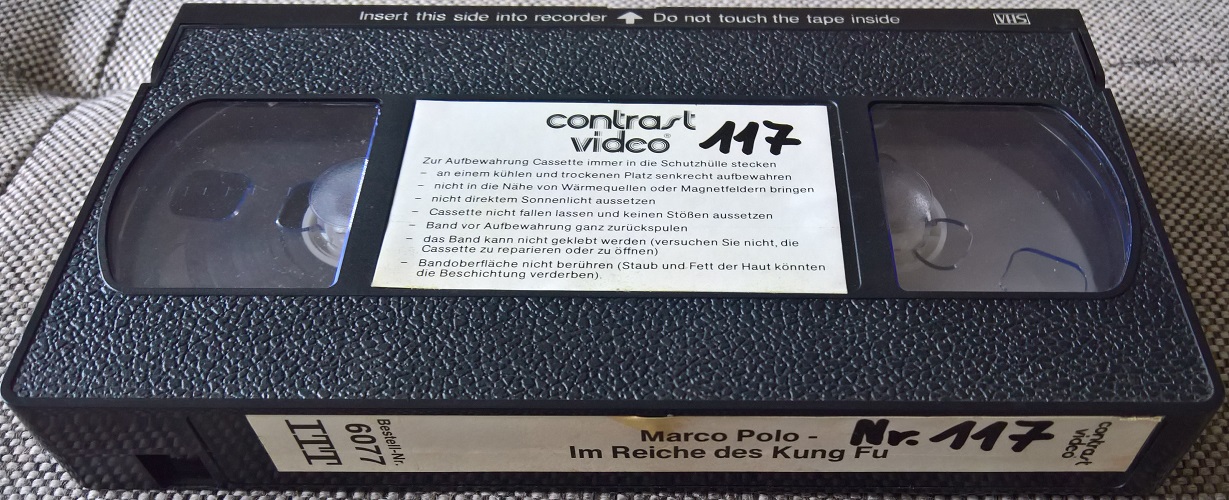 Insert this side into recorder Do not touch the tape inside VHS
contrast
video® 117
Zur Aufbewahrung Cassette immer in die Schutzhülle stecken
– an einem kühlen und trockenen Platz senkrecht aufbewahren
– nicht in die Nähe von Wärmequellen oder Magnetfeldern bringen
– nicht direktem Sonnenlicht aussetzen
– Cassette nicht fallen lassen und keinen Stößen aussetzen
– Band vor Aufbewahrung ganz zurückspulen
– das Band kann nicht geklebt werden (versuchen Sie nicht, die
Cassette zu reparieren oder zu öffnen)
– Bandoberfläche nicht berühren (Staub und Fett der Haut könnten
die Beschichtung verderben).
ITT
Bestell-Nr.
6077
Marco Polo -
Im Reiche des Kung Fu
Nr. 117
contrast
video